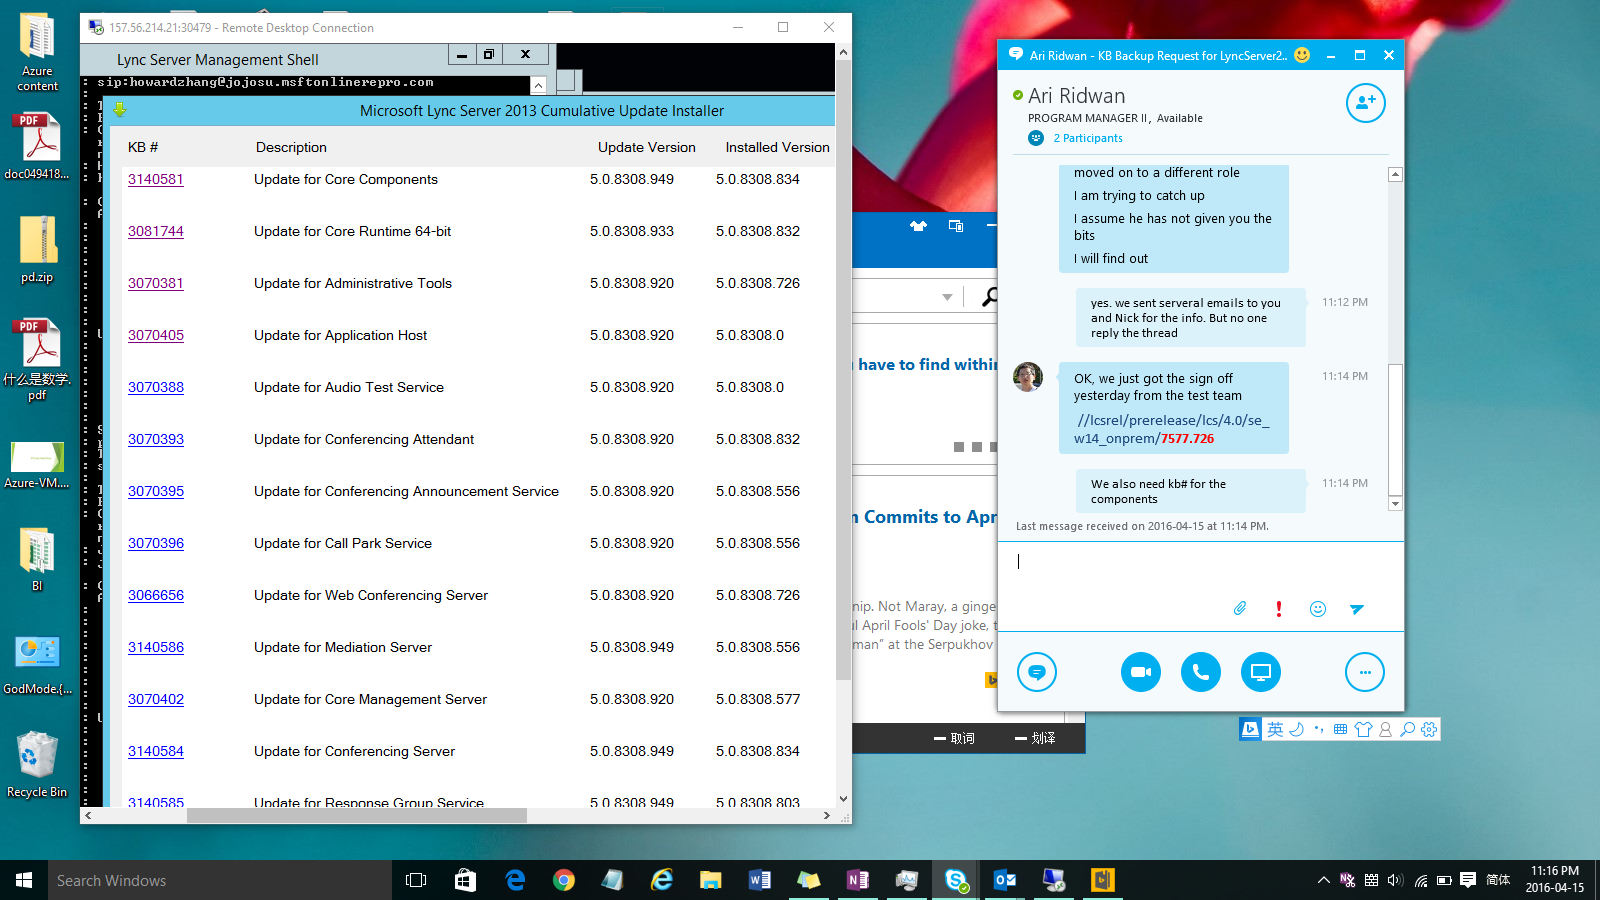 Azure
content
doc049418...
pd.zip
什么是数学.
pdf
Azure-VM....
BI
GodMode.{...
Recycle Bin
157.56.214.21:30479 - Remote Desktop Connection
Lync Server Management Shell
: sip:howardzhang@jojosu.msftonlinerepro.com
Microsoft Lync Server 2013 Cumulative Update Installer
KB # Description Update Version Installed Version
3140581 Update for Core Components 5.0.8308.949 5.0.8308.834
3081744 Update for Core Runtime 64-bit 5.0.8308.933 5.0.8308.832
3070381 Update for Administrative Tools 5.0.8308.920 5.0.8308.726
3070405 Update for Application Host 5.0.8308.920 5.0.8308.0
3070388 Update for Audio Test Service 5.0.8308.920 5.0.8308.0
3070393 Update for Conferencing Attendant 5.0.8308.920 5.0.8308.832
3070395 Update for Conferencing Announcement Service 5.0.8308.920 5.0.8308.556
3070396 Update for Call Park Service 5.0.8308.920 5.0.8308.556
3066656 Update for Web Conferencing Server 5.0.8308.920 5.0.8308.726
3140586 Update for Mediation Server 5.0.8308.949 5.0.8308.556
3070402 Update for Core Management Server 5.0.8308.920 5.0.8308.577
3140584 Update for Conferencing Server 5.0.8308.949 5.0.8308.834
3140585 Update for Response Group Service 5.0.8308.949 5.0.8308.803
have to find within
Commits to Apr
nip. Not Maray, a ginge
ul April Fools' Day joke, t
man" at the Serpukhov
取词
划译
Ari Ridwan - KB Backup Request for LyncServer2...
Ari Ridwan
PROGRAM MANAGER II, Available
2 Participants
moved on to a different role
I am trying to catch up
I assume he has not given you the
bits
I will find out
yes. we sent serveral emails to you
and Nick for the info. But no one
reply the thread
11:12 PM
OK, we just got the sign off
yesterday from the test team
//lcsrel/prerelease/lcs/4.0/se_
w14_onprem/7577.726
11:14 PM
We also need kb# for the
components
11:14 PM
Last message received on 2016-04-15 at 11:14 PM.
英
Search Windows
简体
11:16 PM
2016-04-15